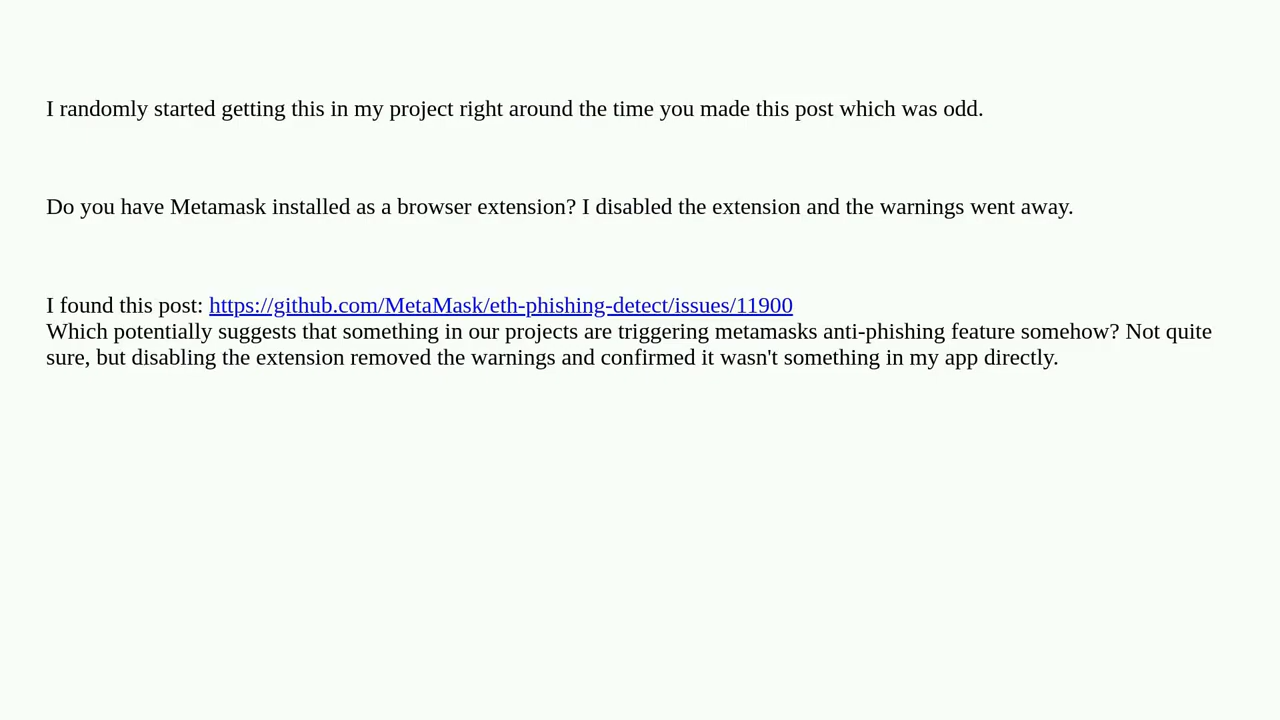 I randomly started getting this in my project right around the time you made this post which was odd.
Do you have Metamask installed as a browser extension? I disabled the extension and the warnings went away.
I found this post: https://github.com/MetaMask/eth-phishing-detect/issues/11900
Which potentially suggests that something in our projects are triggering metamasks anti-phishing feature somehow? Not quite
sure, but disabling the extension removed the warnings and confirmed it wasn't something in my app directly.